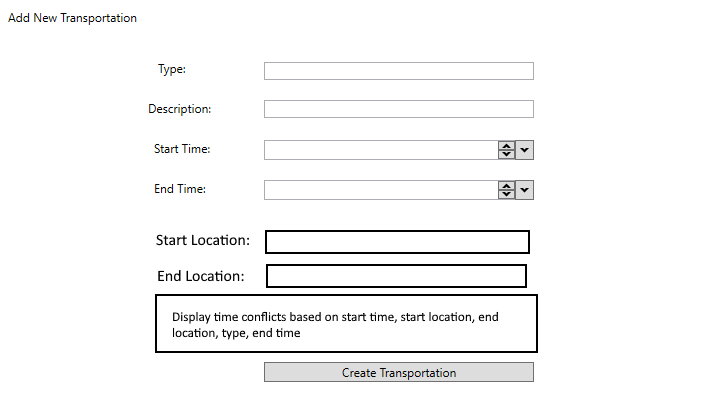 Add New Transportation
Type:
Description:
Start Time:
End Time:
Start Location:
End Location:
Display time conflicts based on start time, start location, end
location, type, end time
Create Transportation